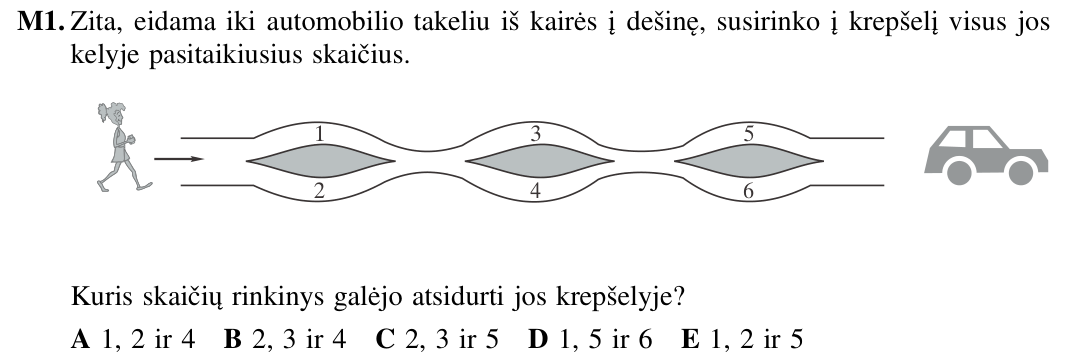 M1. Zita, eidama iki automobilio takeliu iš kairės į dešinę, susirinko į krepšelį visus jos
kelyje pasitaikiusius skaičius.
1 3 5
2 4 6
Kuris skaičių rinkinys galėjo atsidurti jos krepšelyje?
A 1, 2 ir 4 B 2, 3 ir 4 C 2, 3 ir 5 D 1, 5 ir 6 E 1, 2 ir 5